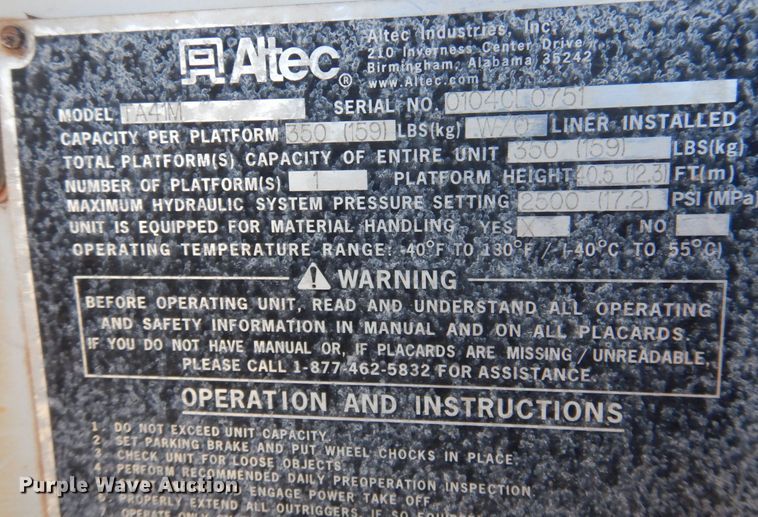 Altec®
Altec Industries, Inc.
210 Inverness Center Drive
Birmingham, Alabama 35242
www.Altec.com
MODEL TA41M SERIAL NO. 0104CL0751
CAPACITY PER PLATFORM 350 (159) LBS(kg) W/O LINER INSTALLED
TOTAL PLATFORM(S) CAPACITY OF ENTIRE UNIT 350 (159) LBS(kg)
NUMBER OF PLATFORM(S) 1 PLATFORM HEIGHT 40.5 (12.3) FT(m)
MAXIMUM HYDRAULIC SYSTEM PRESSURE SETTING 2500 (17.2) PSI (MPa)
UNIT IS EQUIPPED FOR MATERIAL HANDLING YES X NO
OPERATING TEMPERATURE RANGE: -40°F TO 130°F / (-40°C TO 55°C)
WARNING
BEFORE OPERATING UNIT, READ AND UNDERSTAND ALL OPERATING
AND SAFETY INFORMATION IN MANUAL AND ON ALL PLACARDS.
IF YOU DO NOT HAVE MANUAL OR, IF PLACARDS ARE MISSING / UNREADABLE,
PLEASE CALL 1-877-462-5832 FOR ASSISTANCE.
OPERATION AND INSTRUCTIONS
1. DO NOT EXCEED UNIT CAPACITY.
2. SET PARKING BRAKE AND PUT WHEEL CHOCKS IN PLACE.
3. CHECK UNIT FOR LOOSE OBJECTS.
4. PERFORM RECOMMENDED DAILY PREOPERATION INSPECTION.
ENGAGE POWER TAKE OFF.
6. PROPERLY EXTEND ALL OUTRIGGERS, IF SO EQUIPPED
7. OPERATE ONLY
Purple Wave Auction